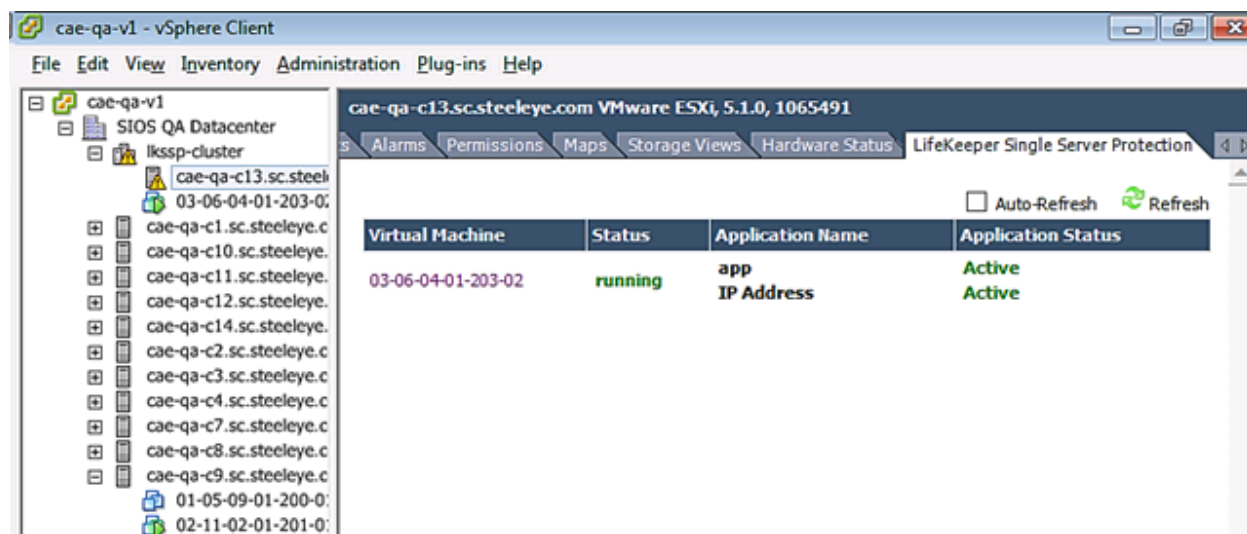 cae-qa-v1 - vSphere Client
File Edit View Inventory Administration Plug-ins Help
cae-qa-v1
SIOS QA Datacenter
lkssp-cluster
cae-qa-c13.sc.steel
03-06-04-01-203-02
cae-qa-c1.sc.steeleye.c
cae-qa-c10.sc.steeleye.
cae-qa-c11.sc.steeleye.
cae-qa-c12.sc.steeleye.
cae-qa-c14.sc.steeleye.
cae-qa-c2.sc.steeleye.c
cae-qa-c3.sc.steeleye.c
cae-qa-c4.sc.steeleye.c
cae-qa-c7.sc.steeleye.c
cae-qa-c8.sc.steeleye.c
cae-qa-c9.sc.steeleye.c
01-05-09-01-200-0
02-11-02-01-201-0
cae-qa-c13.sc.steeleye.com VMware ESXi, 5.1.0, 1065491
s Alarms Permissions Maps Storage Views Hardware Status LifeKeeper Single Server Protection
Auto-Refresh Refresh
Virtual Machine Status Application Name Application Status
03-06-04-01-203-02 running app Active
IP Address Active